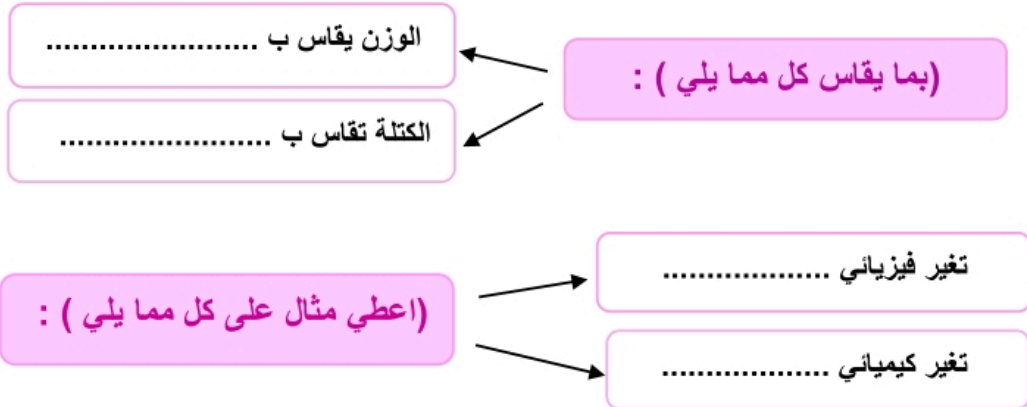 (بما يقاس كل مما يلي ) :
الوزن يقاس ب ........................
الكتلة تقاس ب ........................
(اعطي مثال على كل مما يلي ) :
تغير فيزيائي ...................
تغير كيميائي ...................